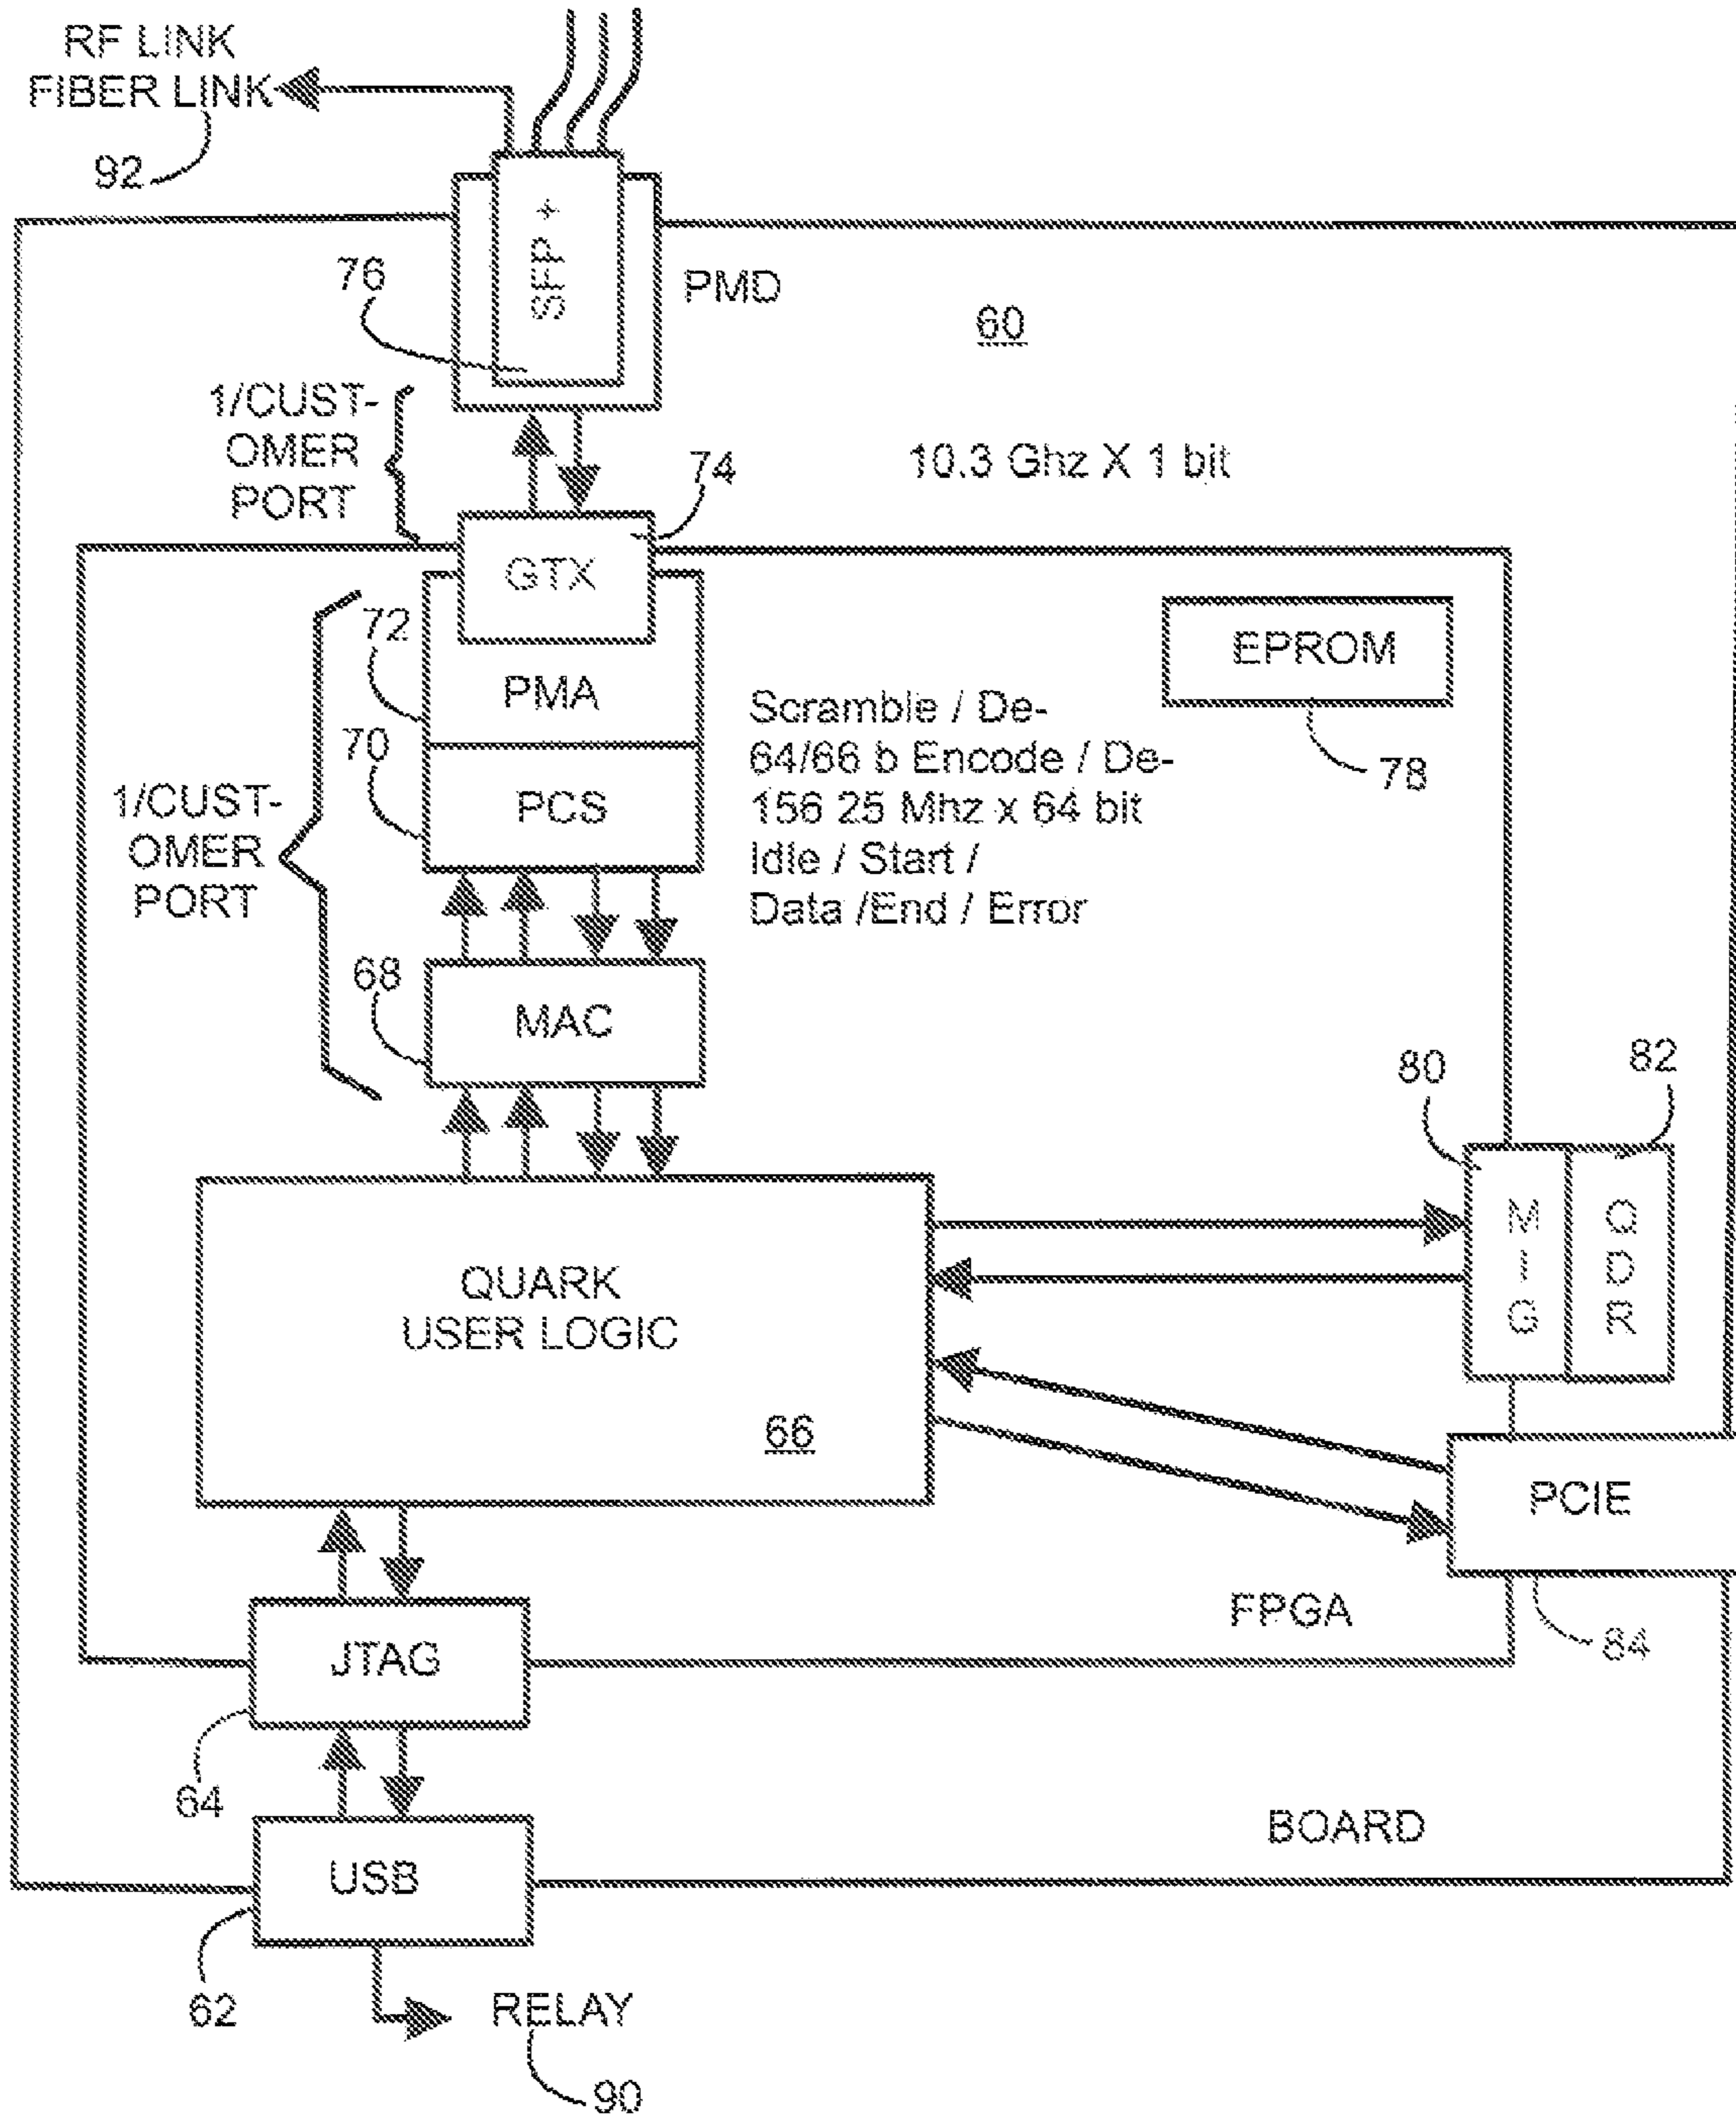 RF LINK
FIBER LINK
92
SFP +
76
PMD
60
1/CUST-
OMER
PORT
10.3 Ghz X 1 bit
74
GTX
72
PMA
EPROM
78
Scramble / De-
64/66 b Encode / De-
156 25 Mhz x 64 bit
Idle / Start /
Data /End / Error
70
PCS
1/CUST-
OMER
PORT
68
MAC
80
82
MIG
QDR
QUARK
USER LOGIC
66
PCIE
84
FPGA
JTAG
64
BOARD
USB
62
RELAY
90